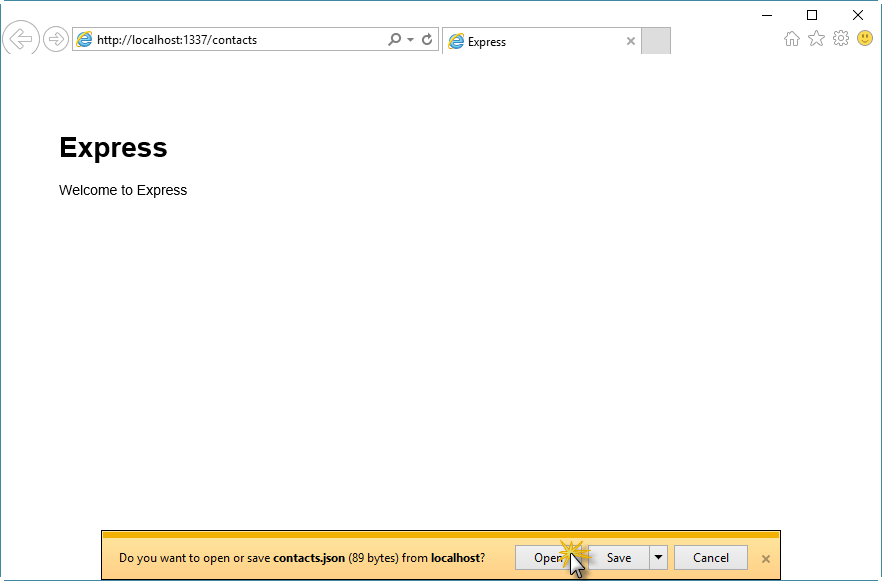 http://localhost:1337/contacts
Express
Express
Welcome to Express
Do you want to open or save contacts.json (89 bytes) from localhost?
Open
Save
Cancel